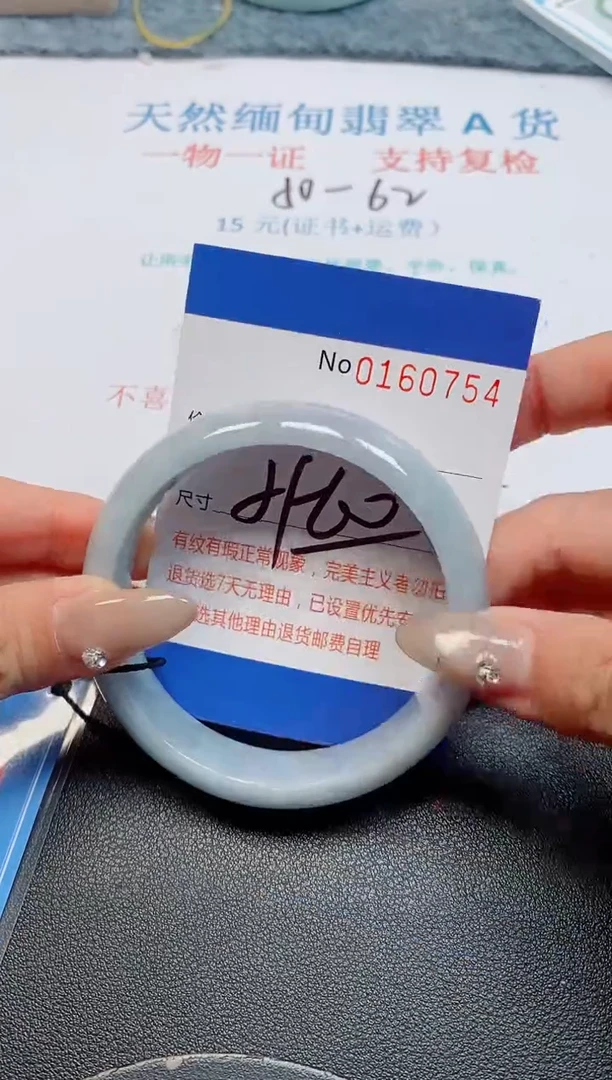 天然缅甸翡翠 A 货
一物一证 支持复检
90-62
15 元(证书+运费)
No0160754
不喜
尺寸
有纹有瑕正常现象，完美主义者勿拍
退货选7天无理由，已设置优先
选其他理由退货邮费自理